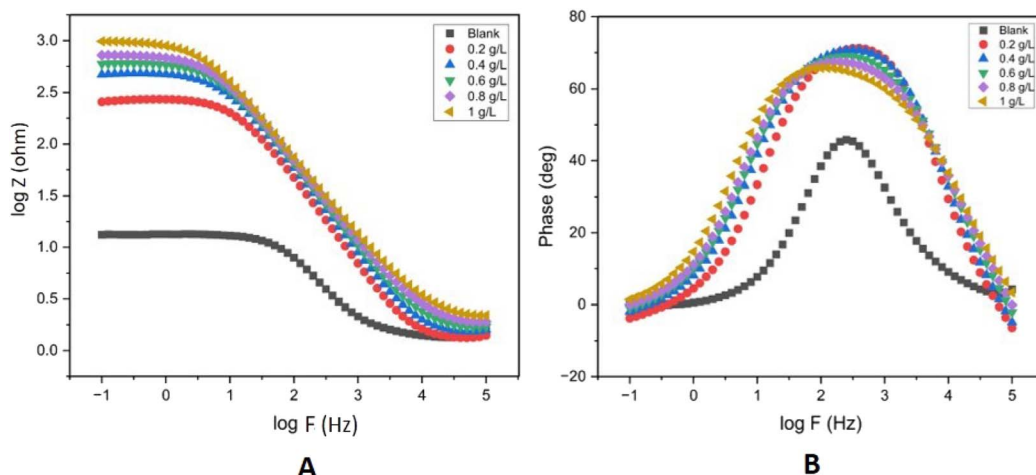 3.0
2.5
2.0
1.5
1.0
0.5
0.0
log Z (ohm)
−1 0 1 2 3 4 5
log F (Hz)
Blank
0.2 g/L
0.4 g/L
0.6 g/L
0.8 g/L
1 g/L
A
80
60
40
20
0
−20
Phase (deg)
−1 0 1 2 3 4 5
log F (Hz)
Blank
0.2 g/L
0.4 g/L
0.6 g/L
0.8 g/L
1 g/L
B